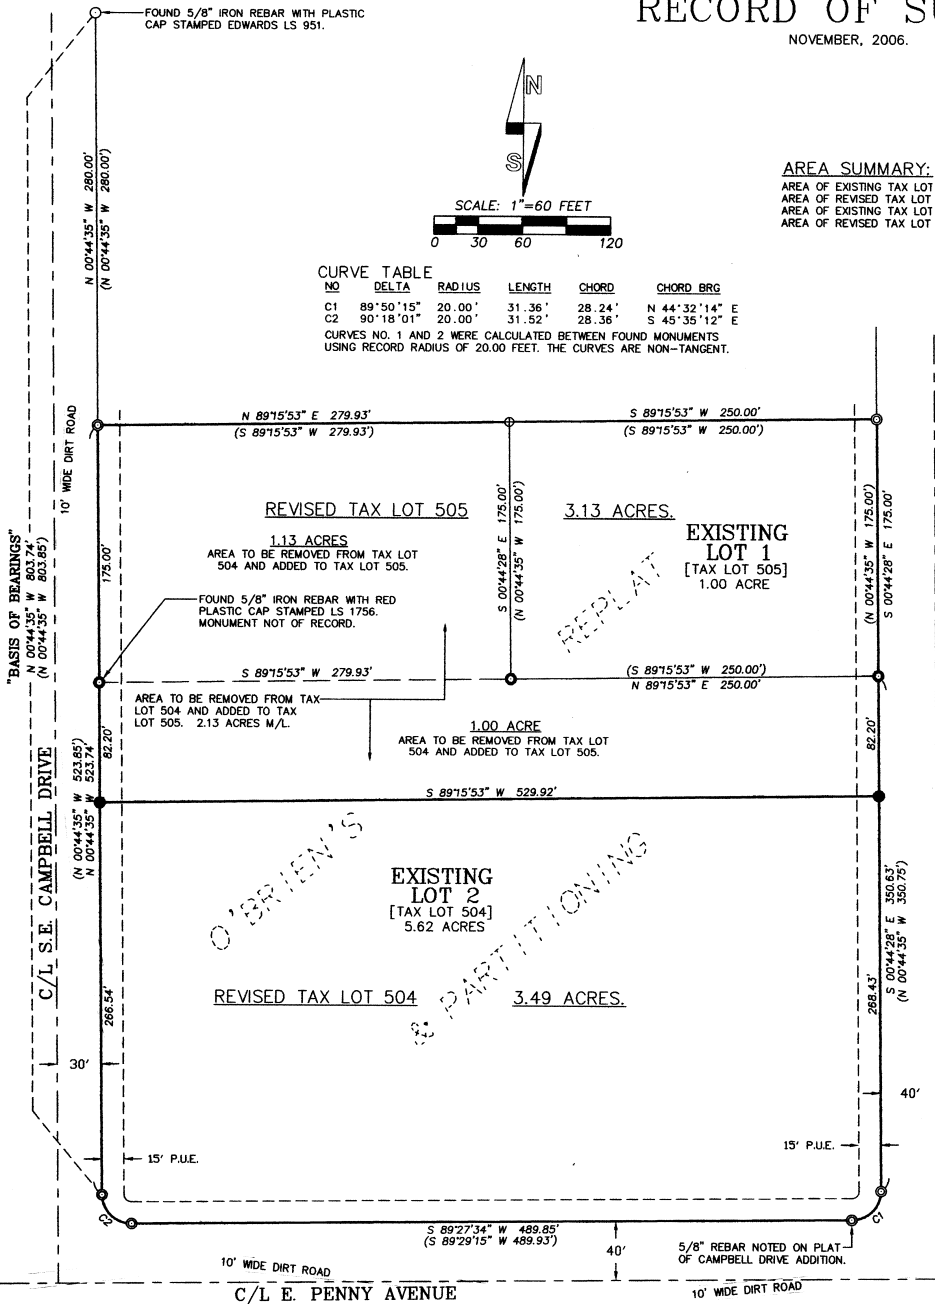 RECORD OF SU
NOVEMBER, 2006.
FOUND 5/8" IRON REBAR WITH PLASTIC
CAP STAMPED EDWARDS LS 951.
N
S
SCALE: 1"=60 FEET
0 30 60 120
AREA SUMMARY:
AREA OF EXISTING TAX LOT
AREA OF REVISED TAX LOT
AREA OF EXISTING TAX LOT
AREA OF REVISED TAX LOT
N 00°44'35" W 280.00'
(N 00°44'35" W 280.00')
CURVE TABLE
NO DELTA RADIUS LENGTH CHORD CHORD BRG
C1 89°50'15" 20.00' 31.36' 28.24' N 44°32'14" E
C2 90°18'01" 20.00' 31.52' 28.36' S 45°35'12" E
CURVES NO. 1 AND 2 WERE CALCULATED BETWEEN FOUND MONUMENTS
USING RECORD RADIUS OF 20.00 FEET. THE CURVES ARE NON-TANGENT.
N 89°15'53" E 279.93'
(S 89°15'53" W 279.93')
S 89°15'53" W 250.00'
(S 89°15'53" W 250.00')
10' WIDE DIRT ROAD
REVISED TAX LOT 505
3.13 ACRES.
1.13 ACRES
AREA TO BE REMOVED FROM TAX LOT
504 AND ADDED TO TAX LOT 505.
EXISTING
LOT 1
[TAX LOT 505]
1.00 ACRE
REPLAT
175.00'
S 00°44'28" E 175.00'
(N 00°44'35" W 175.00')
(N 00°44'35" W 175.00')
S 00°44'28" E 175.00'
"BASIS OF BEARINGS"
N 00°44'35" W 803.74'
(N 00°44'35" W 803.85')
FOUND 5/8" IRON REBAR WITH RED
PLASTIC CAP STAMPED LS 1756.
MONUMENT NOT OF RECORD.
S 89°15'53" W 279.93'
(S 89°15'53" W 250.00')
N 89°15'53" E 250.00'
AREA TO BE REMOVED FROM TAX
LOT 504 AND ADDED TO TAX
LOT 505. 2.13 ACRES M/L.
1.00 ACRE
AREA TO BE REMOVED FROM TAX LOT
504 AND ADDED TO TAX LOT 505.
82.20'
82.20'
(N 00°44'35" W 523.85')
N 00°44'35" W 523.74'
S 89°15'53" W 529.92'
C/L S.E. CAMPBELL DRIVE
O'BRIEN'S
& PARTITIONING
EXISTING
LOT 2
[TAX LOT 504]
5.62 ACRES
REVISED TAX LOT 504
3.49 ACRES.
266.54'
268.43'
S 00°44'28" E 350.63'
(N 00°44'35" W 350.75')
30'
40'
15' P.U.E.
15' P.U.E.
C2
C1
S 89°27'34" W 489.85'
(S 89°29'15" W 489.93')
40'
5/8" REBAR NOTED ON PLAT
OF CAMPBELL DRIVE ADDITION.
10' WIDE DIRT ROAD
C/L E. PENNY AVENUE
10' WIDE DIRT ROAD